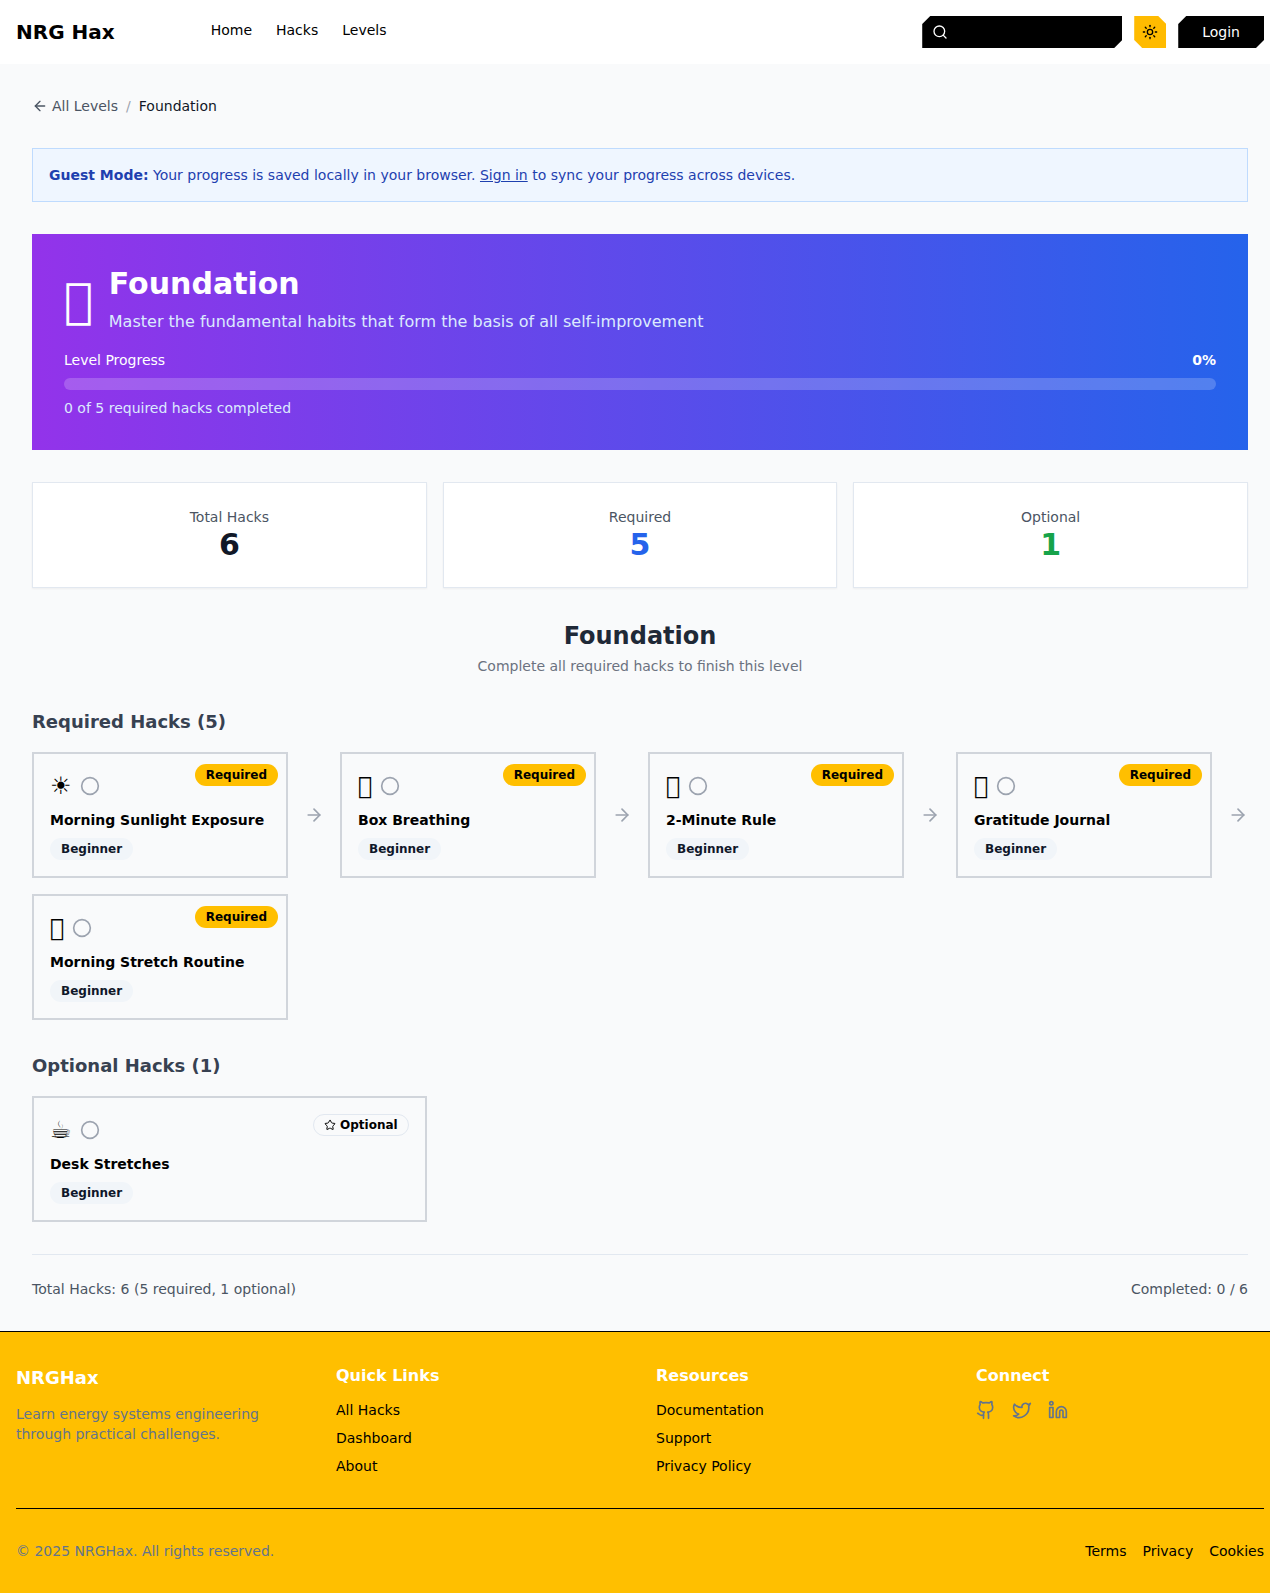 NRG Hax
Home
Hacks
Levels
Login
All Levels / Foundation
Guest Mode: Your progress is saved locally in your browser. Sign in to sync your progress across devices.
Foundation
Master the fundamental habits that form the basis of all self-improvement
Level Progress
0%
0 of 5 required hacks completed
Total Hacks
6
Required
5
Optional
1
Foundation
Complete all required hacks to finish this level
Required Hacks (5)
Required
Morning Sunlight Exposure
Beginner
Required
Box Breathing
Beginner
Required
2-Minute Rule
Beginner
Required
Gratitude Journal
Beginner
Required
Morning Stretch Routine
Beginner
Optional Hacks (1)
Optional
Desk Stretches
Beginner
Total Hacks: 6 (5 required, 1 optional)
Completed: 0 / 6
NRGHax
Learn energy systems engineering
through practical challenges.
Quick Links
All Hacks
Dashboard
About
Resources
Documentation
Support
Privacy Policy
Connect
© 2025 NRGHax. All rights reserved.
Terms
Privacy
Cookies